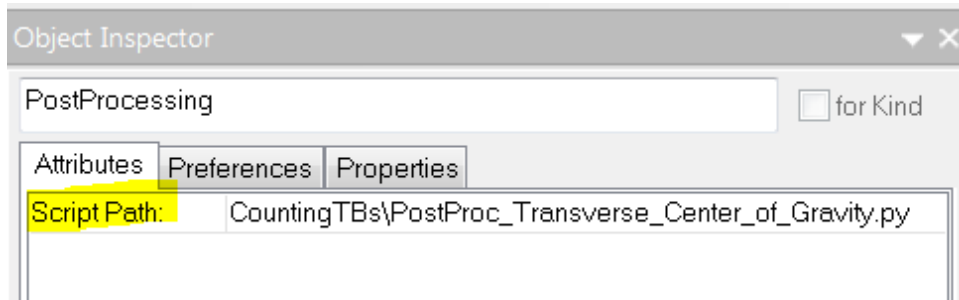 Object Inspector
PostProcessing
for Kind
Attributes Preferences Properties
Script Path: CountingTBs\PostProc_Transverse_Center_of_Gravity.py